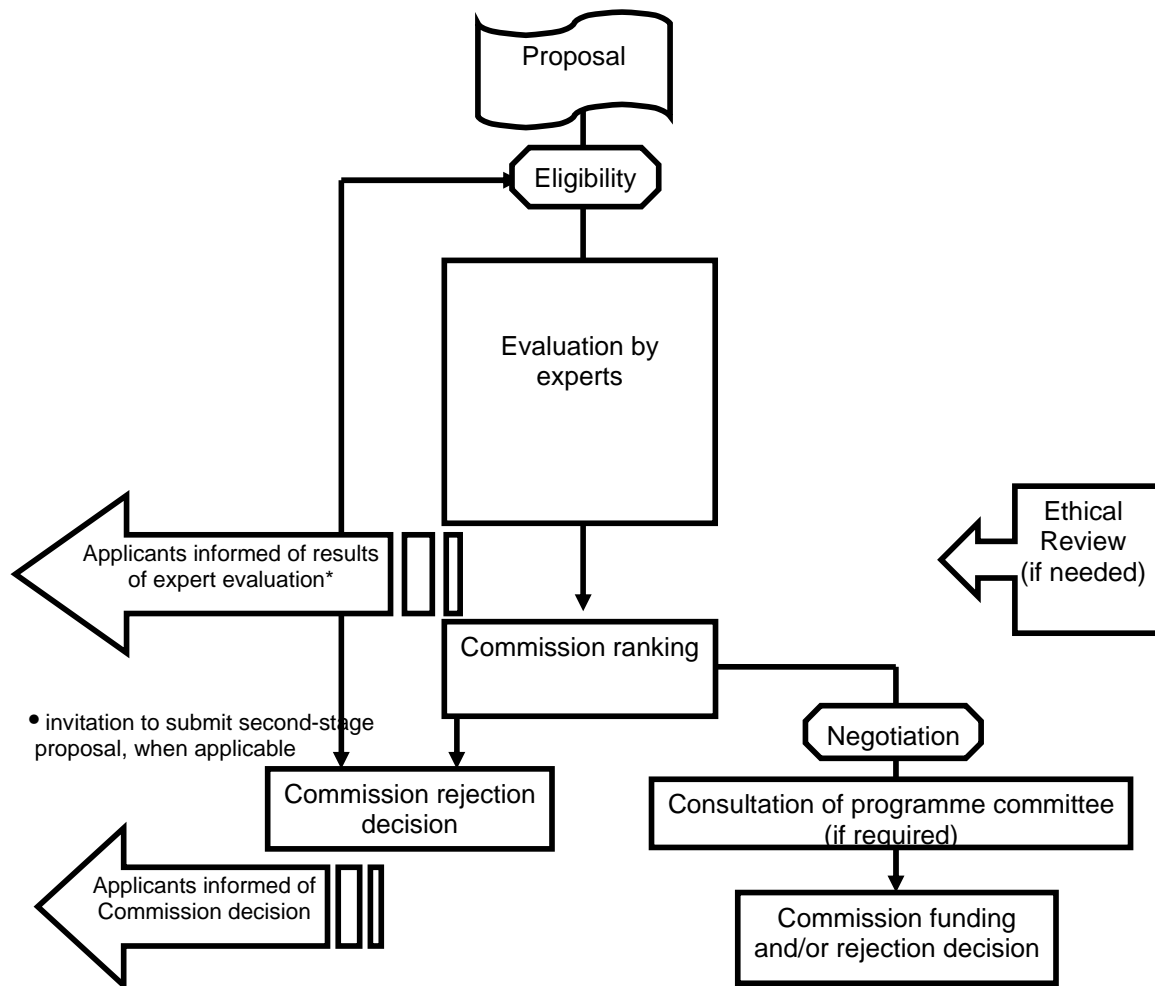 Proposal
Eligibility
Evaluation by
experts
Applicants informed of results
of expert evaluation*
Ethical
Review
(if needed)
Commission ranking
• invitation to submit second-stage
proposal, when applicable
Negotiation
Commission rejection
decision
Consultation of programme committee
(if required)
Applicants informed of
Commission decision
Commission funding
and/or rejection decision